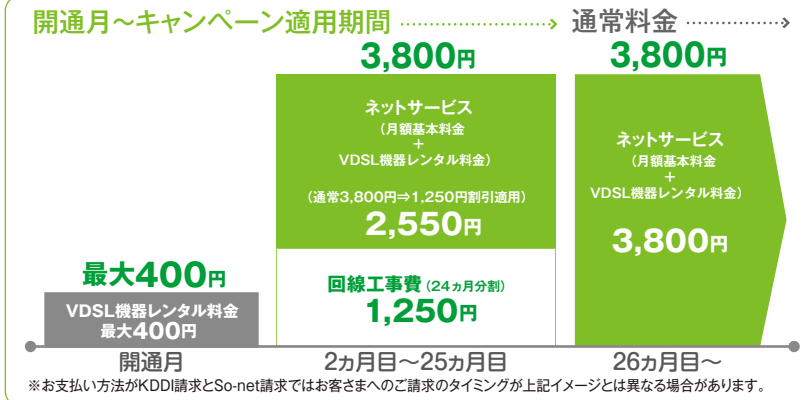 開通月～キャンペーン適用期間
通常料金
3,800円
3,800円
ネットサービス
（月額基本料金
＋
VDSL機器レンタル料金）
（通常3,800円⇒1,250円割引適用）
2,550円
ネットサービス
（月額基本料金
＋
VDSL機器レンタル料金）
3,800円
最大400円
VDSL機器レンタル料金
最大400円
回線工事費（24ヵ月分割）
1,250円
開通月
2カ月目～25カ月目
26カ月目～
※お支払い方法がKDDI請求とSo-net請求ではお客さまへのご請求のタイミングが上記イメージとは異なる場合があります。